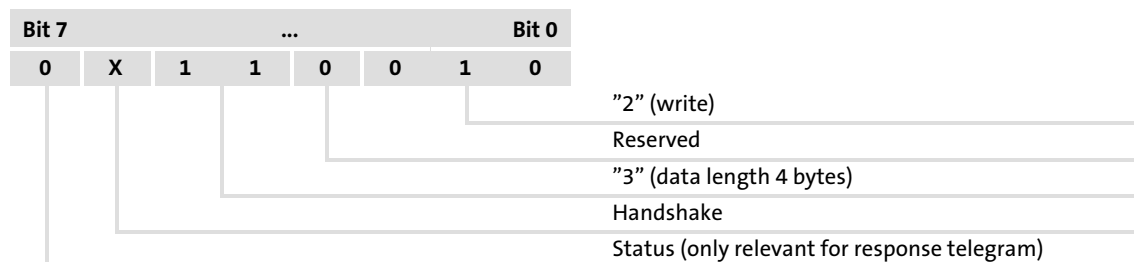 Bit 7 ... Bit 0
0 X 1 1 0 0 1 0
”2” (write)
Reserved
”3” (data length 4 bytes)
Handshake
Status (only relevant for response telegram)